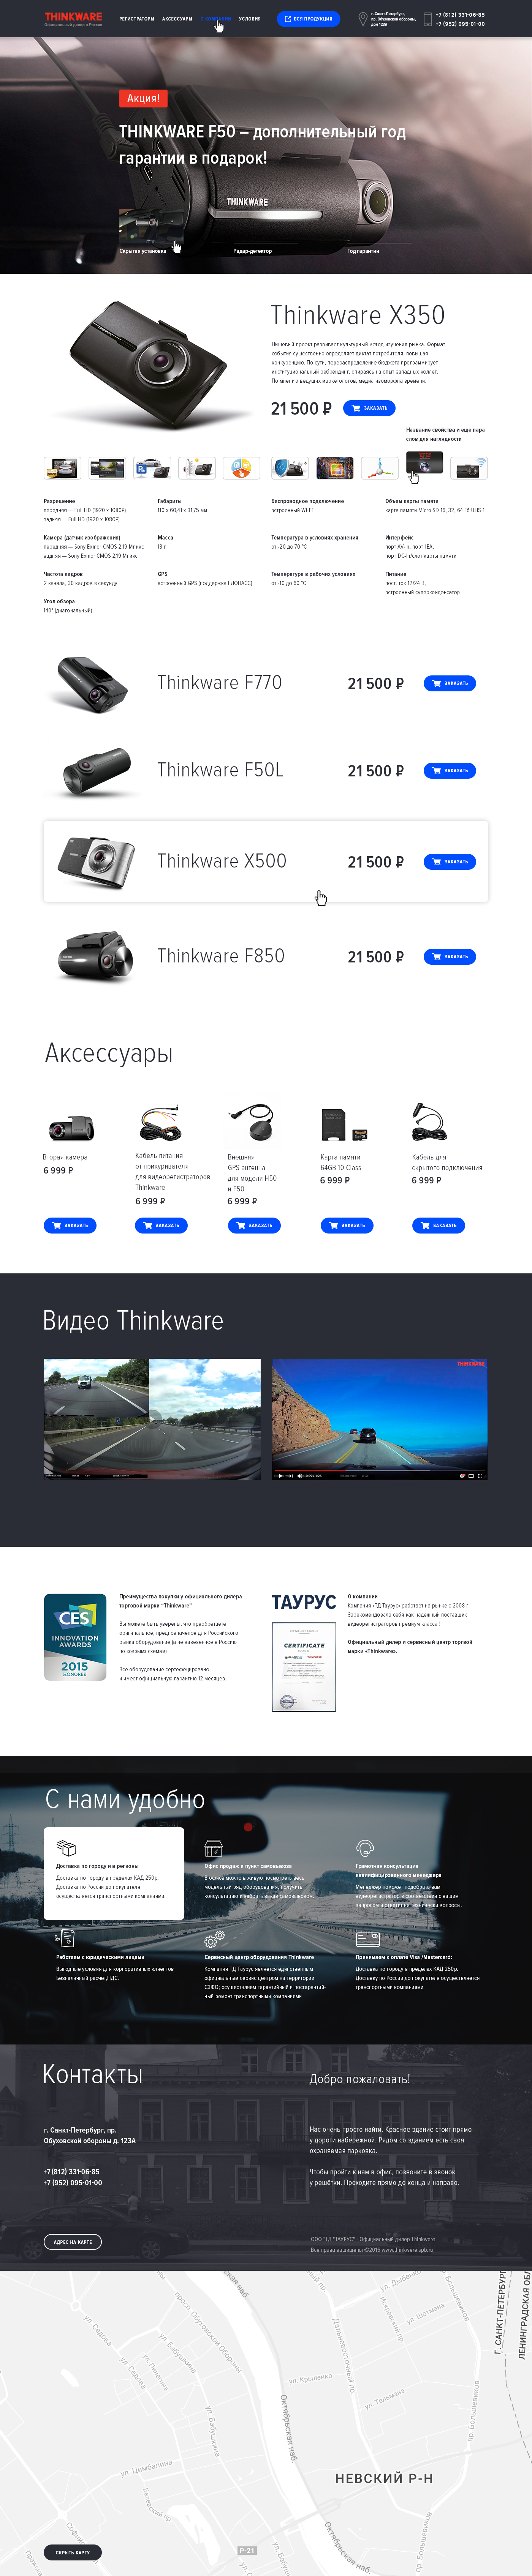 THINKWARE
Официальный дилер в России
РЕГИСТРАТОРЫ АКСЕССУАРЫ О КОМПАНИИ УСЛОВИЯ
ВСЯ ПРОДУКЦИЯ
г. Санкт-Петербург,
пр. Обуховской обороны,
дом 123А
+7 (812) 331-06-85
+7 (952) 095-01-00
Акция!
THINKWARE F50 – дополнительный год
гарантии в подарок!
THINKWARE
Скрытая установка
Радар-детектор
Год гарантии
Thinkware X350
Нишевый проект развивает культурный метод изучения рынка. Формат
события существенно определяет диктат потребителя, повышая
конкуренцию. По сути, перераспределение бюджета программирует
институциональный ребрендинг, опираясь на опыт западных коллег.
По мнению ведущих маркетологов, медиа изоморфна времени.
21 500 ₽
ЗАКАЗАТЬ
Название свойства и еще пара
слов для наглядности
Разрешение
передняя — Full HD (1920 x 1080P).
задняя — Full HD (1920 x 1080P)
Габариты
110 x 60,41 x 31,75 мм
Беспроводное подключение
встроенный Wi-Fi
Объем карты памяти
карта памяти Micro SD 16, 32, 64 Гб UHS-1
Камера (датчик изображения)
передняя — Sony Exmor CMOS 2,19 Мпикс
задняя — Sony Exmor CMOS 2,19 Мпикс
Масса
13 г
Температура в условиях хранения
от -20 до 70 °C
Интерфейс
порт AV-In, порт 1EA,
порт DC-In/слот карты памяти
Частота кадров
2 канала, 30 кадров в секунду
GPS
встроенный GPS (поддержка ГЛОНАСС)
Температура в рабочих условиях
от -10 до 60 °C
Питание
пост. ток 12/24 В,
встроенный суперконденсатор
Угол обзора
140° (диагональный)
Thinkware F770
21 500 ₽
ЗАКАЗАТЬ
Thinkware F50L
21 500 ₽
ЗАКАЗАТЬ
Thinkware X500
21 500 ₽
ЗАКАЗАТЬ
Thinkware F850
21 500 ₽
ЗАКАЗАТЬ
Аксессуары
Вторая камера
6 999 ₽
ЗАКАЗАТЬ
Кабель питания
от прикуривателя
для видеорегистраторов
Thinkware
6 999 ₽
ЗАКАЗАТЬ
Внешняя
GPS антенна
для модели H50
и F50
6 999 ₽
ЗАКАЗАТЬ
Карта памяти
64GB 10 Class
6 999 ₽
ЗАКАЗАТЬ
Кабель для
скрытого подключения
6 999 ₽
ЗАКАЗАТЬ
Видео Thinkware
THINKWARE
CES
INNOVATION
AWARDS
2015
HONOREE
Преимущества покупки у официального дилера
торговой марки "Thinkware"
Вы можете быть уверены, что приобретаете
оригинальное, предназначенное для Российского
рынка оборудование (а не завезенное в Россию
по «серым» схемам)
Все оборудование сертефецировано
и имеет официальную гарантию 12 месяцев.
ТАУРУС
CERTIFICATE
О компании
Компания «ТД Таурус» работает на рынке с 2008 г.
Зарекомендовала себя как надежный поставщик
видеорегистраторов премиум класса !
Официальный дилер и сервисный центр торговой
марки «Thinkware».
С нами удобно
Доставка по городу и в регионы
Доставка по городу в пределах КАД 250р.
Доставка по России до покупателя
осуществляется транспортными компаниями.
Офис продаж и пункт самовывоза
В офисе можно в живую посмотреть весь
модельный ряд оборудования, получить
консультацию и забрать заказ самовывозом.
Грамотная консультация
квалифицированного менеджера
Менеджер поможет подобрать вам
видеорегистратор в соответствие с вашим
запросом и ответит на технически вопросы.
Работаем с юридическими лицами
Выгодные условия для корпоративных клиентов
Безналичный расчет,НДС.
Сервисный центр оборудования Thinkware
Компания ТД Таурус является единственным
официальным сервис центром на территории
СЗФО; осуществляем гарантийный и постгарантий-
ный ремонт транспортными компаниями
Принимаем к оплате Visa /Mastercard:
Доставка по городу в пределах КАД 250р.
Доставку по России до покупателя осуществляется
транспортными компаниями
Контакты
г. Санкт-Петербург, пр.
Обуховской обороны д. 123А
+7 (812) 331-06-85
+7 (952) 095-01-00
АДРЕС НА КАРТЕ
Добро пожаловать!
Нас очень просто найти. Красное здание стоит прямо
у дороги набережной. Рядом со зданием есть своя
охраняемая парковка.
Чтобы пройти к нам в офис, позвоните в звонок
у решётки. Проходите прямо до конца и направо.
ООО "ТД "ТАУРУС" - Официальный дилер Thinkware
Все права защищены ©2016 www.thinkware.spb.ru
ул. Седова
ул. Седова
ул. Пинегина
ул. Бабушкина
ул. Бабушкина
просп. Обуховской Обороны
Октябрьская наб.
Дальневосточный пр.
Искровский пр.
ул. Дыбенко
ул. Шотмана
пр. Большевиков
ул. Крыленко
ул. Тельмана
ул. Цимбалина
Г. САНКТ-ПЕТЕРБУРГ
НЕВСКИЙ Р-Н
пр. Большевиков
Октябрьская наб.
Р-21
СКРЫТЬ КАРТУ